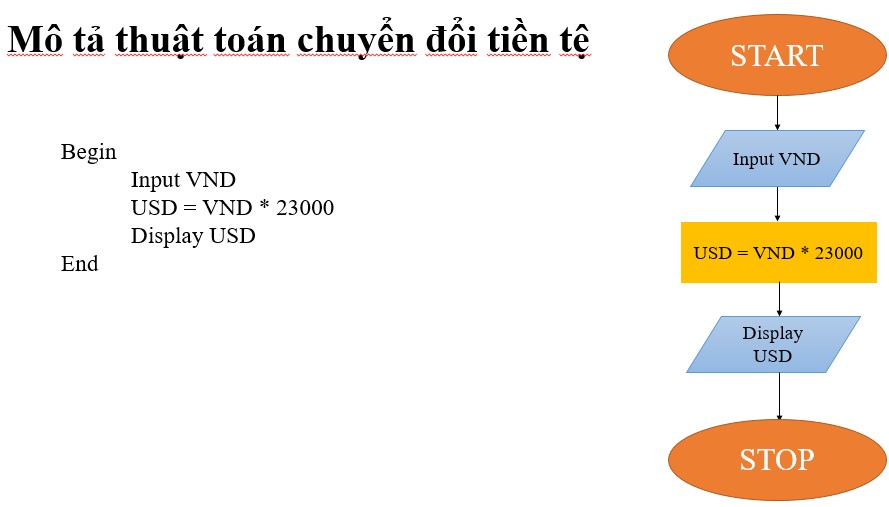 Mô tả thuật toán chuyển đổi tiền tệ
Begin
Input VND
USD = VND * 23000
Display USD
End
START
Input VND
USD = VND * 23000
Display
USD
STOP